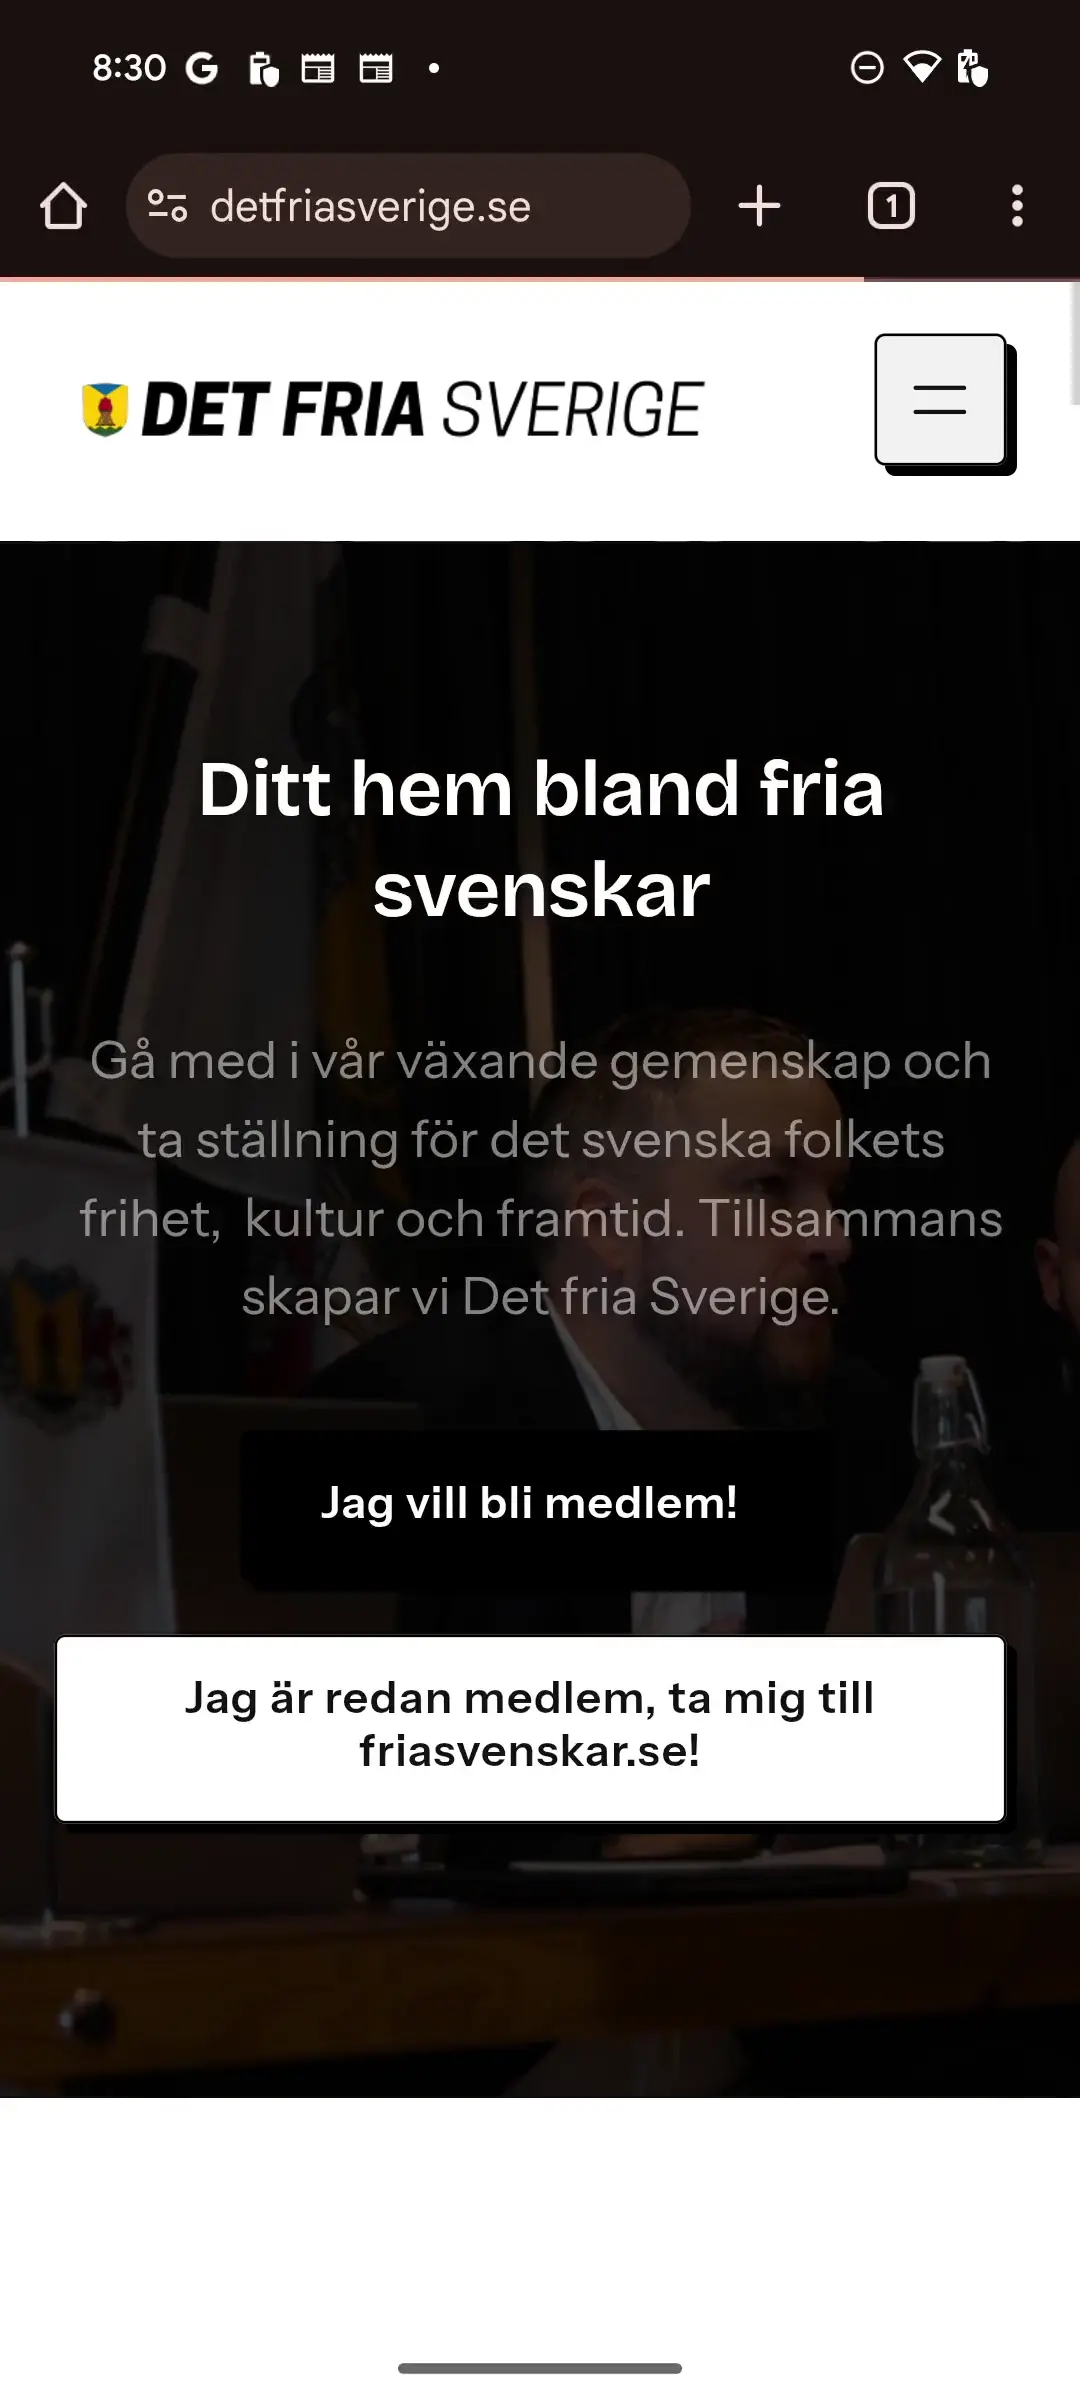 8:30
detfriasverige.se
1
DET FRIA SVERIGE
Ditt hem bland fria
svenskar
Gå med i vår växande gemenskap och
ta ställning för det svenska folkets
frihet, kultur och framtid. Tillsammans
skapar vi Det fria Sverige.
Jag vill bli medlem!
Jag är redan medlem, ta mig till
friasvenskar.se!